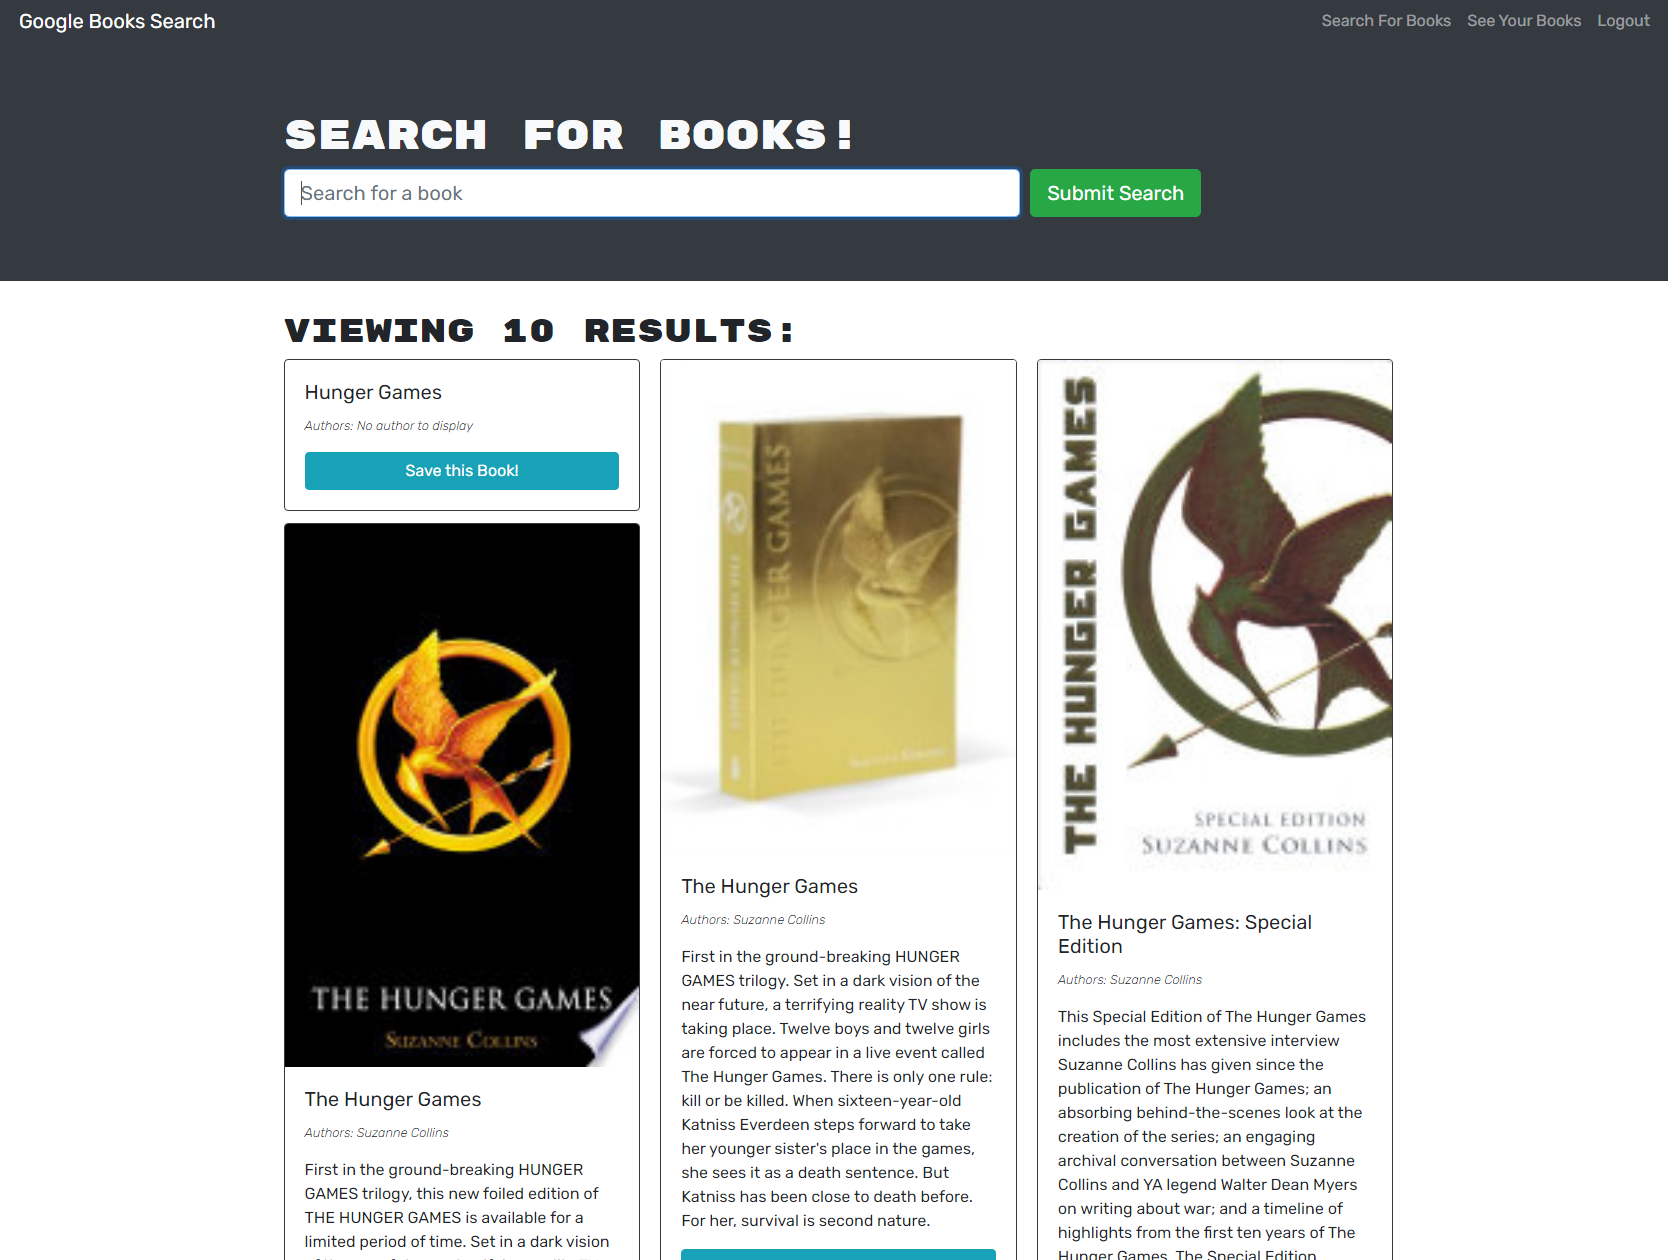 Google Books Search
Search For Books
See Your Books
Logout
SEARCH FOR BOOKS!
Search for a book
Submit Search
VIEWING 10 RESULTS:
Hunger Games
Authors: No author to display
Save this Book!
THE HUNGER GAMES
SUZANNE COLLINS
The Hunger Games
Authors: Suzanne Collins
First in the ground-breaking HUNGER
GAMES trilogy, this new foiled edition of
THE HUNGER GAMES is available for a
limited period of time. Set in a dark vision
THE HUNGER GAMES
The Hunger Games
Authors: Suzanne Collins
First in the ground-breaking HUNGER
GAMES trilogy. Set in a dark vision of the
near future, a terrifying reality TV show is
taking place. Twelve boys and twelve girls
are forced to appear in a live event called
The Hunger Games. There is only one rule:
kill or be killed. When sixteen-year-old
Katniss Everdeen steps forward to take
her younger sister's place in the games,
she sees it as a death sentence. But
Katniss has been close to death before.
For her, survival is second nature.
THE HUNGER GAMES
SPECIAL EDITION
SUZANNE COLLINS
The Hunger Games: Special
Edition
Authors: Suzanne Collins
This Special Edition of The Hunger Games
includes the most extensive interview
Suzanne Collins has given since the
publication of The Hunger Games; an
absorbing behind-the-scenes look at the
creation of the series; an engaging
archival conversation between Suzanne
Collins and YA legend Walter Dean Myers
on writing about war; and a timeline of
highlights from the first ten years of The
Hunger Games. The Special Edition